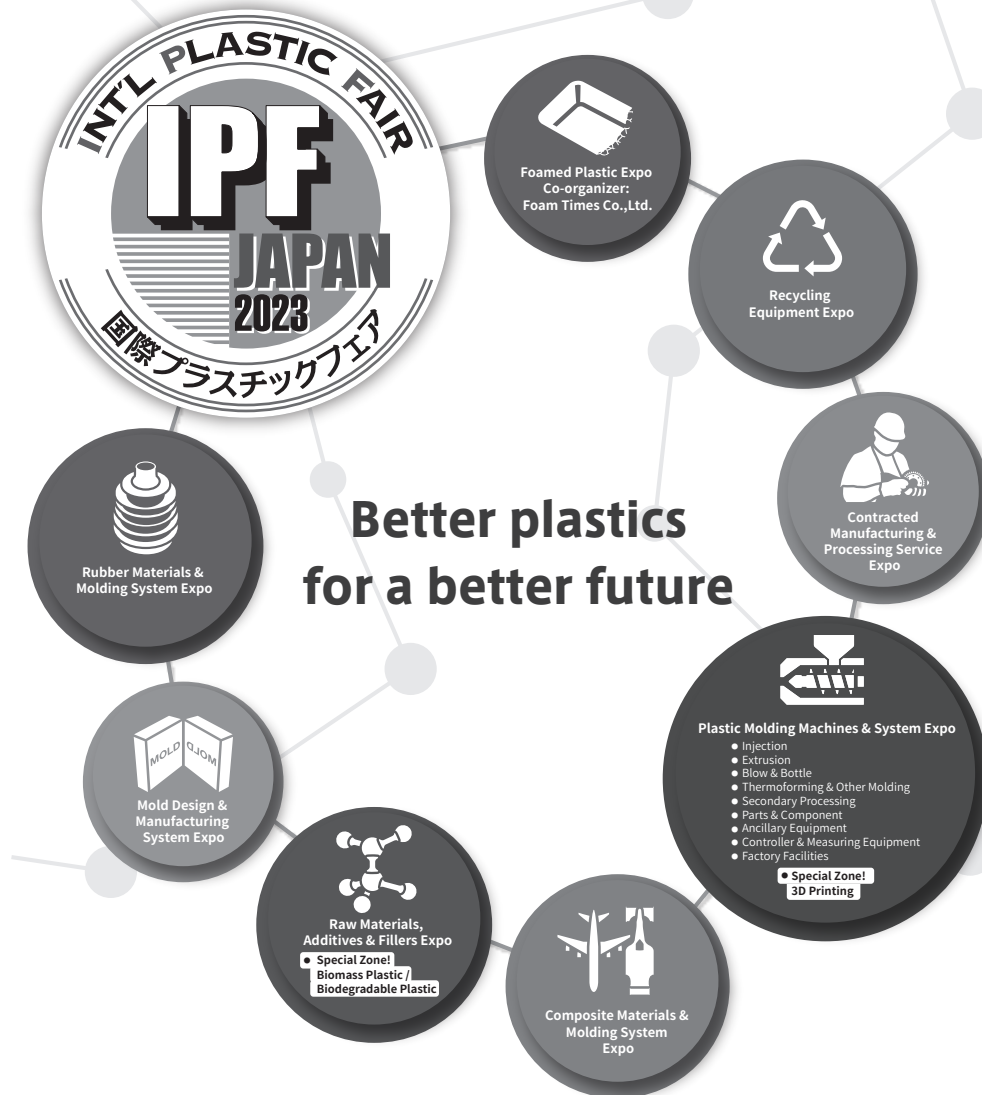 INT'L PLASTIC FAIR
IPF
JAPAN
2023
国際プラスチックフェア
Foamed Plastic Expo
Co-organizer:
Foam Times Co.,Ltd.
Recycling
Equipment Expo
Contracted
Manufacturing &
Processing Service
Expo
Better plastics
for a better future
Rubber Materials &
Molding System Expo
Plastic Molding Machines & System Expo
● Injection
● Extrusion
● Blow & Bottle
● Thermoforming & Other Molding
● Secondary Processing
● Parts & Component
● Ancillary Equipment
● Controller & Measuring Equipment
● Factory Facilities
● Special Zone!
3D Printing
MOLD
MOLD
Mold Design &
Manufacturing
System Expo
Raw Materials,
Additives & Fillers Expo
● Special Zone!
Biomass Plastic /
Biodegradable Plastic
Composite Materials &
Molding System
Expo